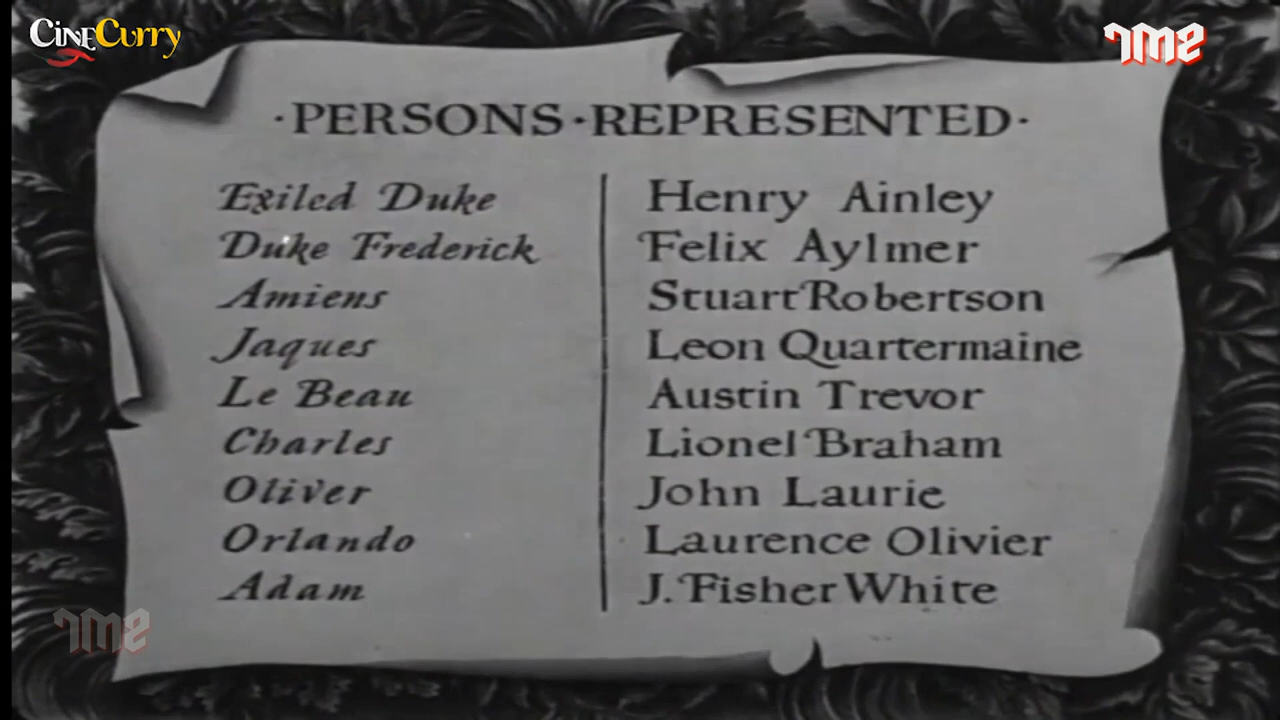 CINECURRY
·PERSONS·REPRESENTED·
Exiled Duke Henry Ainley
Duke Frederick Felix Aylmer
Amiens Stuart Robertson
Jaques Leon Quartermaine
Le Beau Austin Trevor
Charles Lionel Braham
Oliver John Laurie
Orlando Laurence Olivier
Adam J. Fisher White